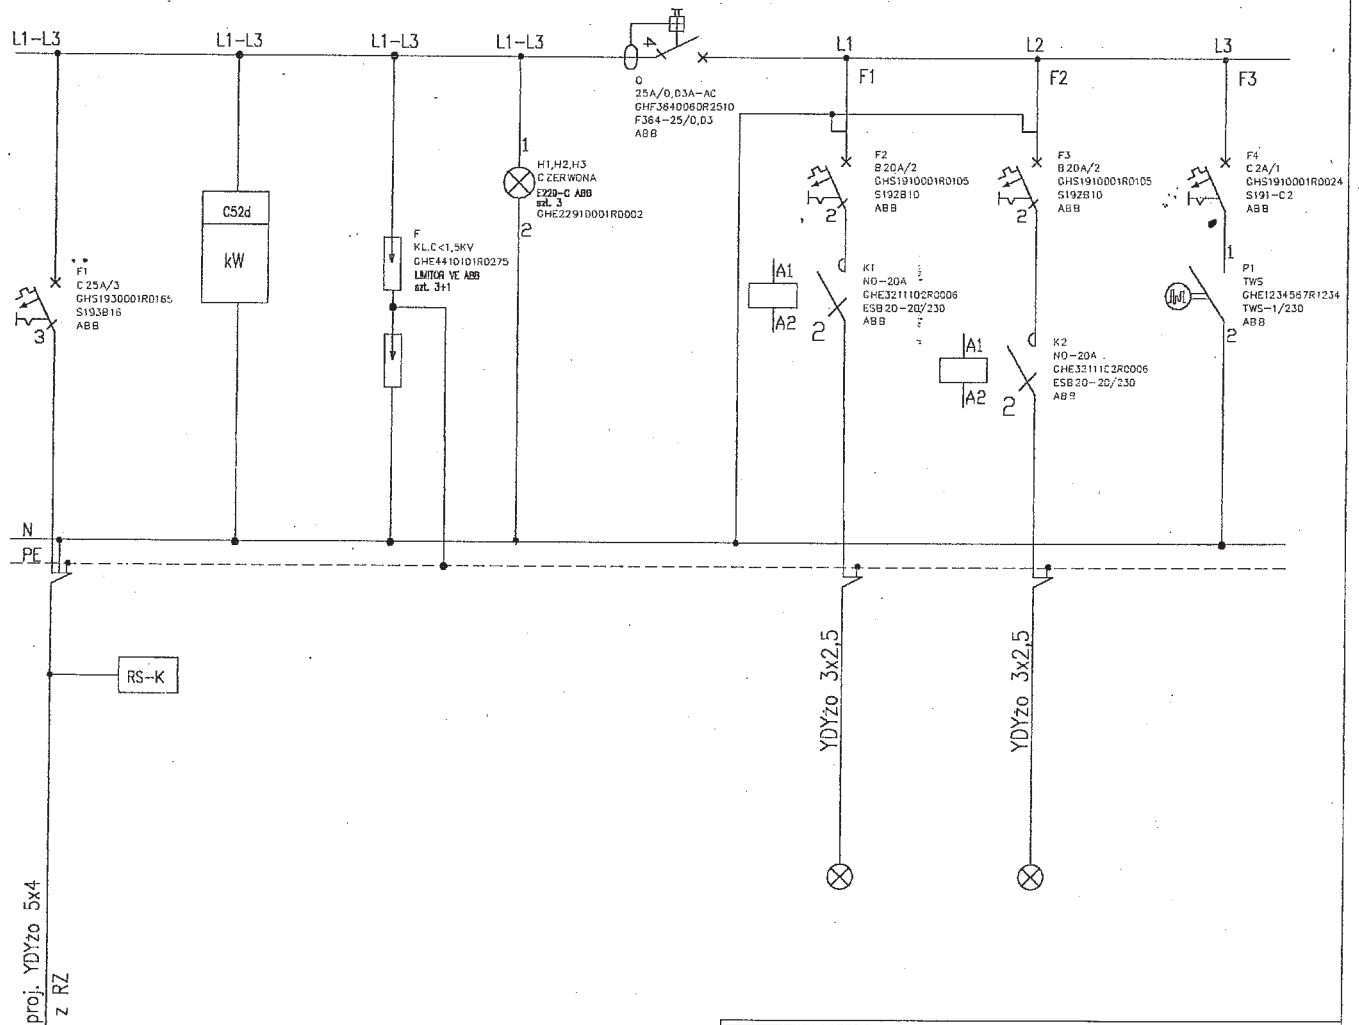 L1-L3
L1-L3
L1-L3
L1-L3
4
L1
L2
L3
F1
F2
F3
Q
25A/0,03A-AC
GHF3640060R2510
F364-25/0,03
ABB
1
H1,H2,H3
CZERWONA
E229-C ABB
szt. 3
GHE22910001R0002
2
F2
B20A/2
GHS1910001R0105
S192B10
ABB
2
F3
B20A/2
GHS1910001R0105
S192B10
ABB
2
F4
C2A/1
GHS1910001R0024
S191-C2
ABB
C52d
kW
F
KL.C<1,5KV
GHE4410101R0275
LIMITOR VE ABB
szt. 3+1
F1
C25A/3
GHS1930001R0165
S193B16
ABB
3
A1
A2
K1
NO-20A
GHE3211102R0006
ESB20-20/230
ABB
2
1
P1
TWS
GHE1234567R1234
TWS-1/230
ABB
2
A1
A2
K2
NO-20A
GHE3211102R0006
ESB20-20/230
ABB
2
N
PE
RS-K
YDYżo 3x2,5
YDYżo 3x2,5
proj. YDYżo 5x4
z RZ